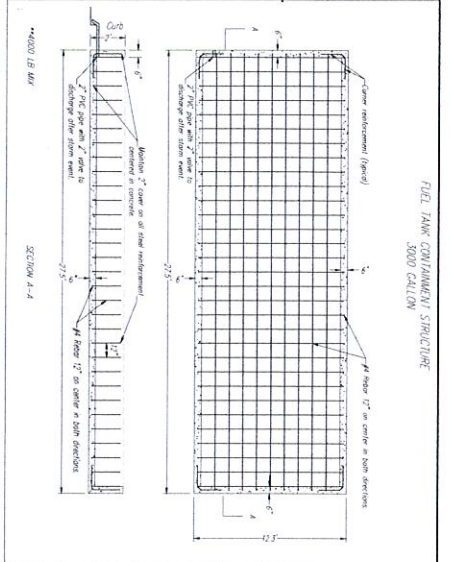 FUEL TANK CONTAINMENT STRUCTURE
3000 GALLON
A
6"
Corner reinforcement (typical)
6"
#4 Rebar 12" on center in both directions.
2" PVC pipe with 2" valve to
discharge after storm event.
27.5'
6"
6"
12.5'
A
Curb
2'
6"
Maintain 2" cover on all steel reinforcement
centered in concrete.
2" PVC pipe with 2" valve to
discharge after storm event.
12"
27.5'
6"
#4 Rebar 12" on center in both directions.
**4000 LB MIX
SECTION A-A